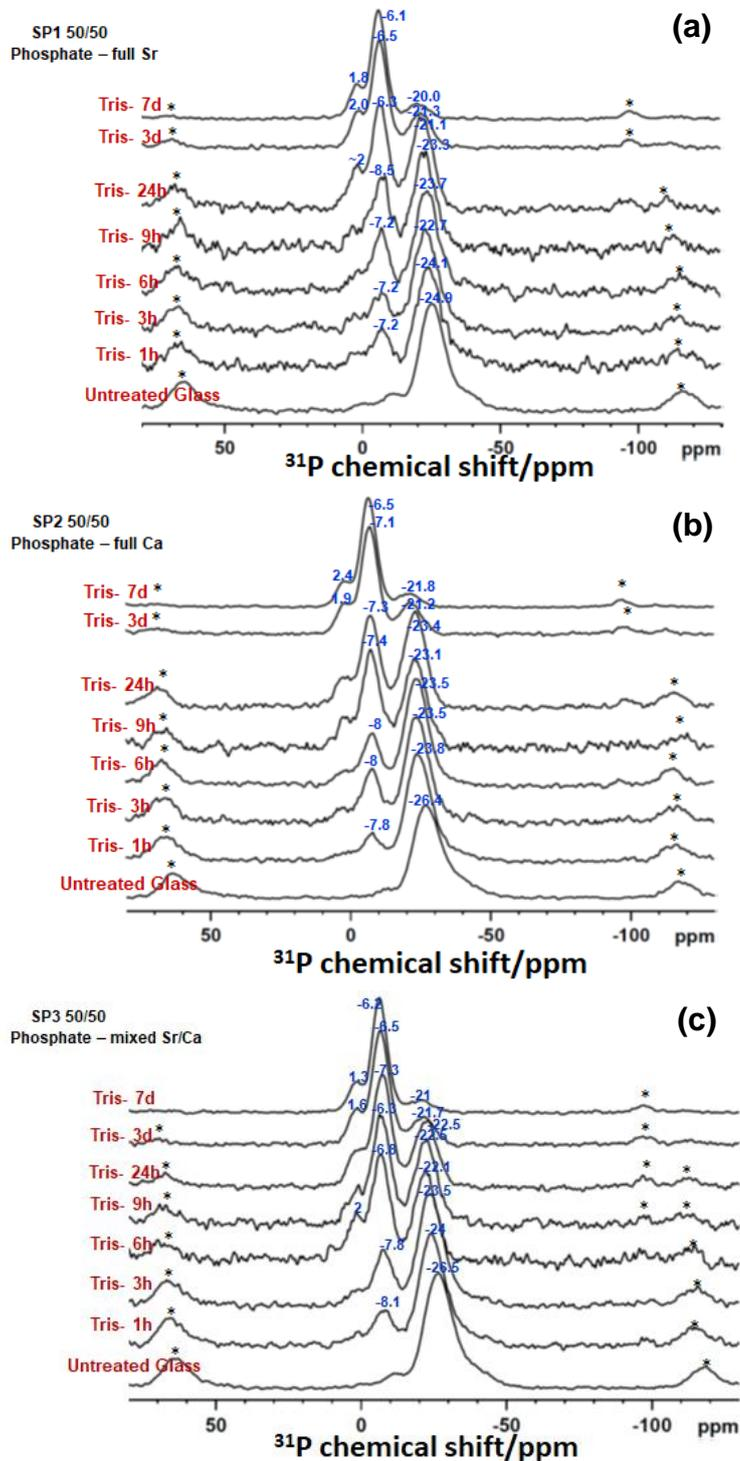 SP1 50/50
Phosphate – full Sr
(a)
-6.1
-6.5
1.8
-20.0
Tris- 7d
*
*
2.0
-6.3
-21.3
Tris- 3d
*
*
-21.1
-23.3
~2
-8.5
Tris- 24h
*
*
-23.7
Tris- 9h
*
*
-7.2
-22.7
Tris- 6h
*
*
-24.1
Tris- 3h
*
*
-7.2
-24.9
Tris- 1h
*
*
-7.2
Untreated Glass
*
*
50 0 -50 -100 ppm
31P chemical shift/ppm
SP2 50/50
Phosphate – full Ca
(b)
-6.5
-7.1
2.4
-21.8
Tris- 7d
*
*
1.9
-7.3
-21.2
Tris- 3d
*
*
-23.4
-7.4
-23.1
Tris- 24h
*
*
-23.5
Tris- 9h
*
*
-8
-23.5
Tris- 6h
*
*
-8
-23.8
Tris- 3h
*
*
-26.4
Tris- 1h
*
*
-7.8
Untreated Glass
*
*
50 0 -50 -100 ppm
31P chemical shift/ppm
SP3 50/50
Phosphate – mixed Sr/Ca
(c)
-6.2
-6.5
1.3
-7.3
Tris- 7d
-21
*
1.6
-6.3
-21.7
Tris- 3d
*
*
-22.5
-22.5
-6.8
Tris- 24h
*
*
*
-22.1
Tris- 9h
*
*
*
-23.5
2
Tris- 6h
*
*
-24
-7.8
Tris- 3h
*
*
-26.5
-8.1
Tris- 1h
*
*
Untreated Glass
*
*
50 0 -50 -100 ppm
31P chemical shift/ppm